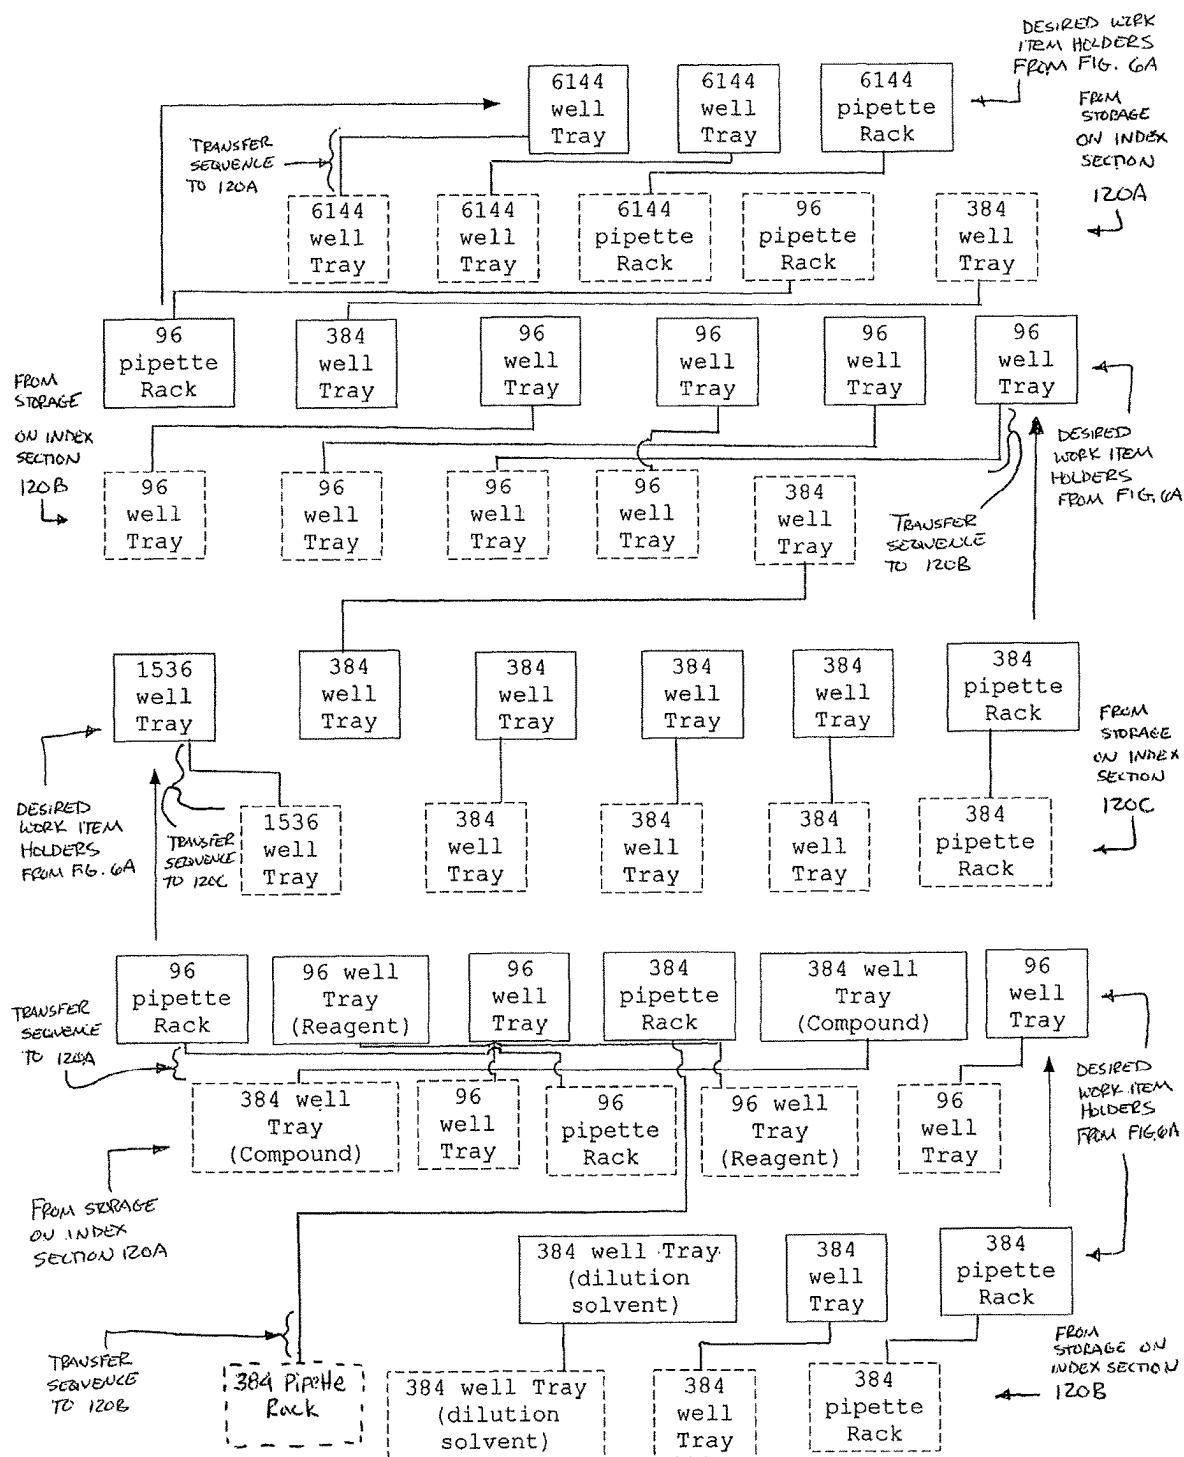 DESIRED WORK
ITEM HOLDERS
FROM FIG. 6A
6144
well
Tray
6144
well
Tray
6144
pipette
Rack
FROM
STORAGE
ON INDEX
SECTION
120A
TRANSFER
SEQUENCE
TO 120A
6144
well
Tray
6144
well
Tray
6144
pipette
Rack
96
pipette
Rack
384
well
Tray
96
pipette
Rack
384
well
Tray
96
well
Tray
96
well
Tray
96
well
Tray
96
well
Tray
FROM
STORAGE
ON INDEX
SECTION
120B
DESIRED
WORK ITEM
HOLDERS
FROM FIG. 6A
96
well
Tray
96
well
Tray
96
well
Tray
96
well
Tray
384
well
Tray
TRANSFER
SEQUENCE
TO 120B
1536
well
Tray
384
well
Tray
384
well
Tray
384
well
Tray
384
well
Tray
384
pipette
Rack
FROM
STORAGE
ON INDEX
SECTION
120C
DESIRED
WORK ITEM
HOLDERS
FROM FIG. 6A
TRANSFER
SEQUENCE
TO 120C
1536
well
Tray
384
well
Tray
384
well
Tray
384
well
Tray
384
pipette
Rack
96
pipette
Rack
96 well
Tray
(Reagent)
96
well
Tray
384
pipette
Rack
384 well
Tray
(Compound)
96
well
Tray
TRANSFER
SEQUENCE
TO 120A
DESIRED
WORK ITEM
HOLDERS
FROM FIG 6A
384 well
Tray
(Compound)
96
well
Tray
96
pipette
Rack
96 well
Tray
(Reagent)
96
well
Tray
FROM STORAGE
ON INDEX
SECTION 120A
384 well Tray
(dilution
solvent)
384
well
Tray
384
pipette
Rack
TRANSFER
SEQUENCE
TO 120B
FROM
STORAGE ON
INDEX SECTION
120B
384 Pipette
Rack
384 well Tray
(dilution
solvent)
384
well
Tray
384
pipette
Rack